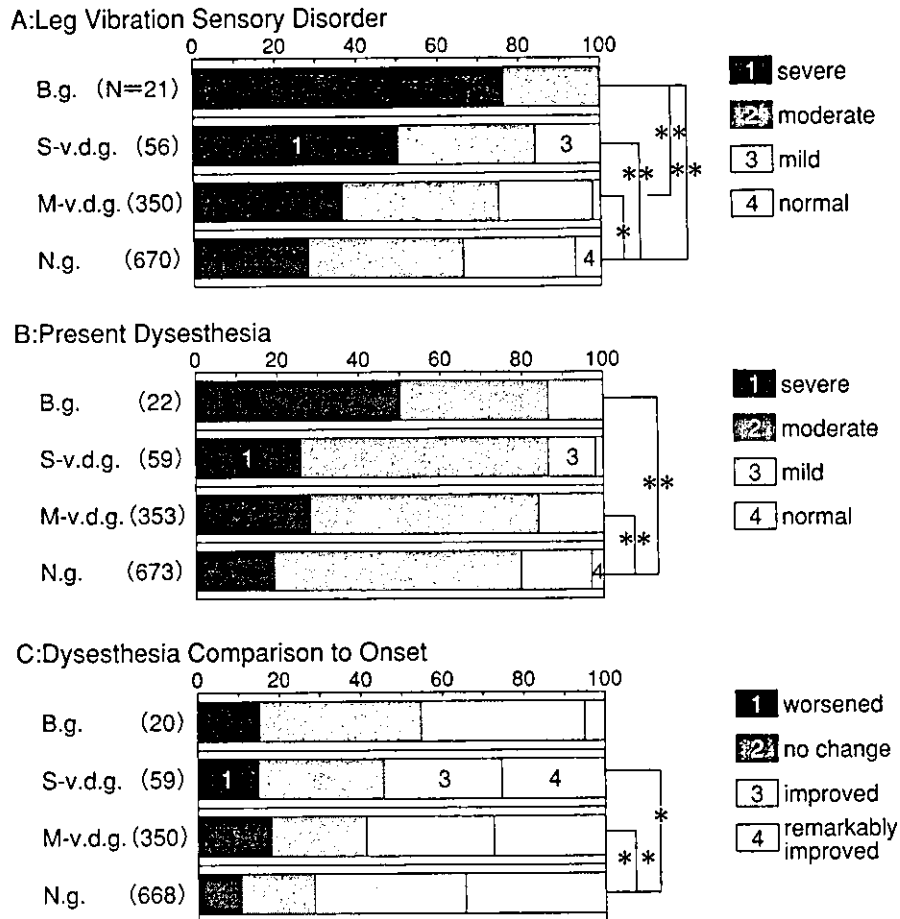 A:Leg Vibration Sensory Disorder
0 20 40 60 80 100
B.g. (N=21)
S-v.d.g. (56) 1 3
M-v.d.g. (350)
N.g. (670) 4
** ** ** *
1 severe
2 moderate
3 mild
4 normal
B:Present Dysesthesia
0 20 40 60 80 100
B.g. (22)
S-v.d.g. (59) 1 3
M-v.d.g. (353)
N.g. (673) 4
** **
1 severe
2 moderate
3 mild
4 normal
C:Dysesthesia Comparison to Onset
0 20 40 60 80 100
B.g. (20)
S-v.d.g. (59) 1 3 4
M-v.d.g. (350)
N.g. (668)
* **
1 worsened
2 no change
3 improved
4 remarkably
improved